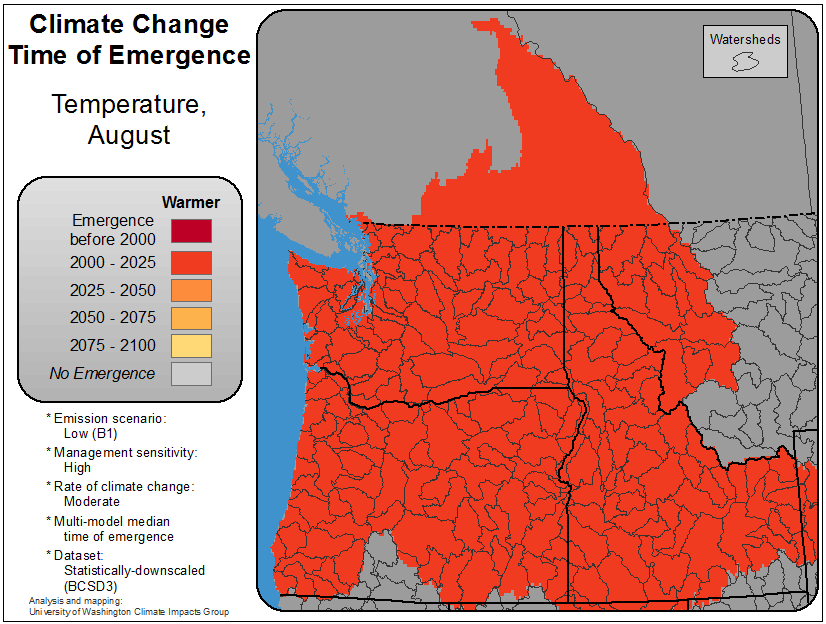 Climate Change
Time of Emergence
Temperature,
August
Watersheds
Warmer
Emergence
before 2000
2000 - 2025
2025 - 2050
2050 - 2075
2075 - 2100
No Emergence
* Emission scenario:
Low (B1)
* Management sensitivity:
High
* Rate of climate change:
Moderate
* Multi-model median
time of emergence
* Dataset:
Statistically-downscaled
(BCSD3)
Analysis and mapping:
University of Washington Climate Impacts Group